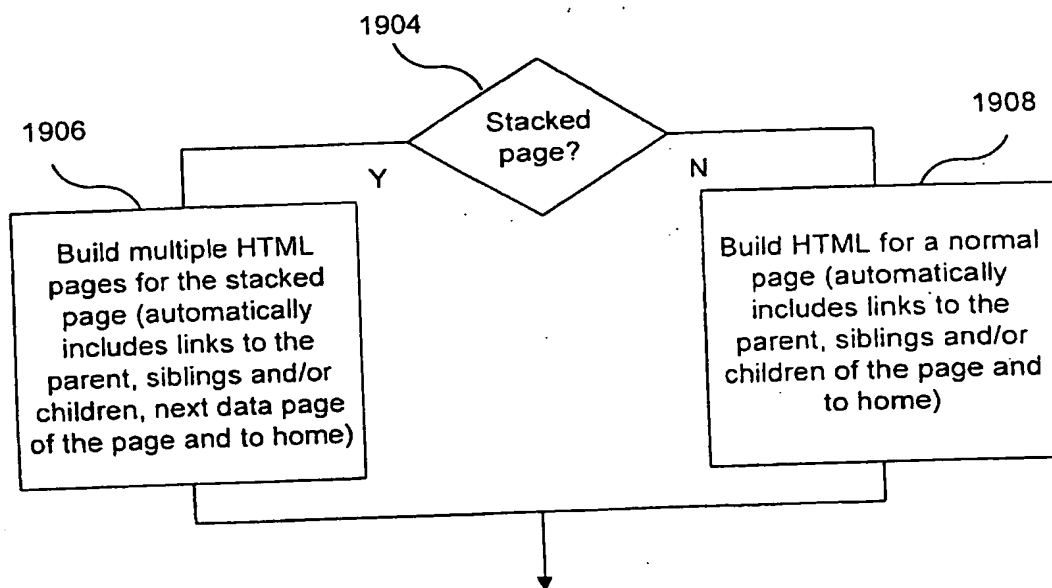 1904
Stacked
page?
1906
1908
Y
N
Build multiple HTML
pages for the stacked
page (automatically
includes links to the
parent, siblings and/or
children, next data page
of the page and to home)
Build HTML for a normal
page (automatically
includes links to the
parent, siblings and/or
children of the page and
to home)